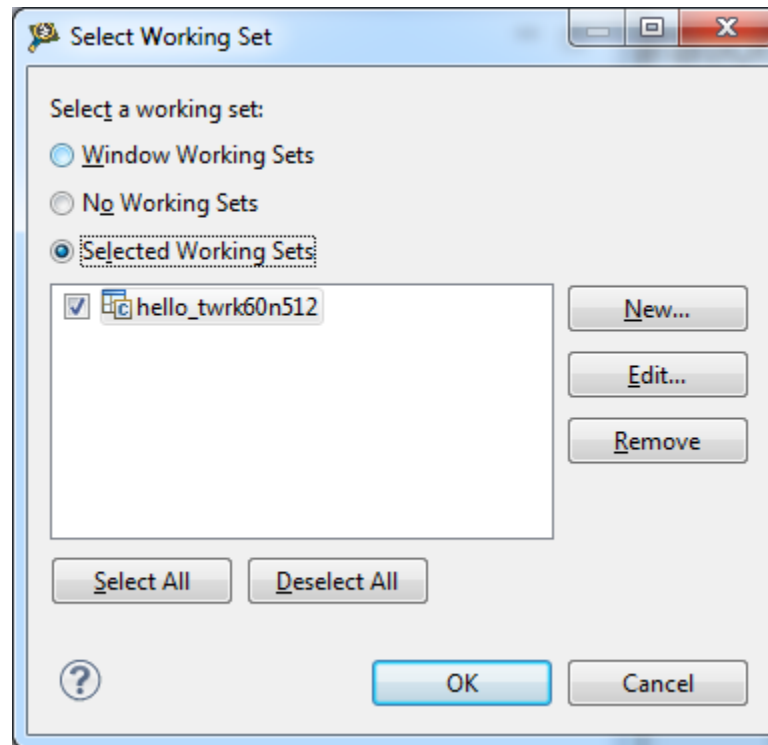 Select Working Set
Select a working set:
Window Working Sets
No Working Sets
Selected Working Sets
hello_twrk60n512
New...
Edit...
Remove
Select All
Deselect All
OK
Cancel